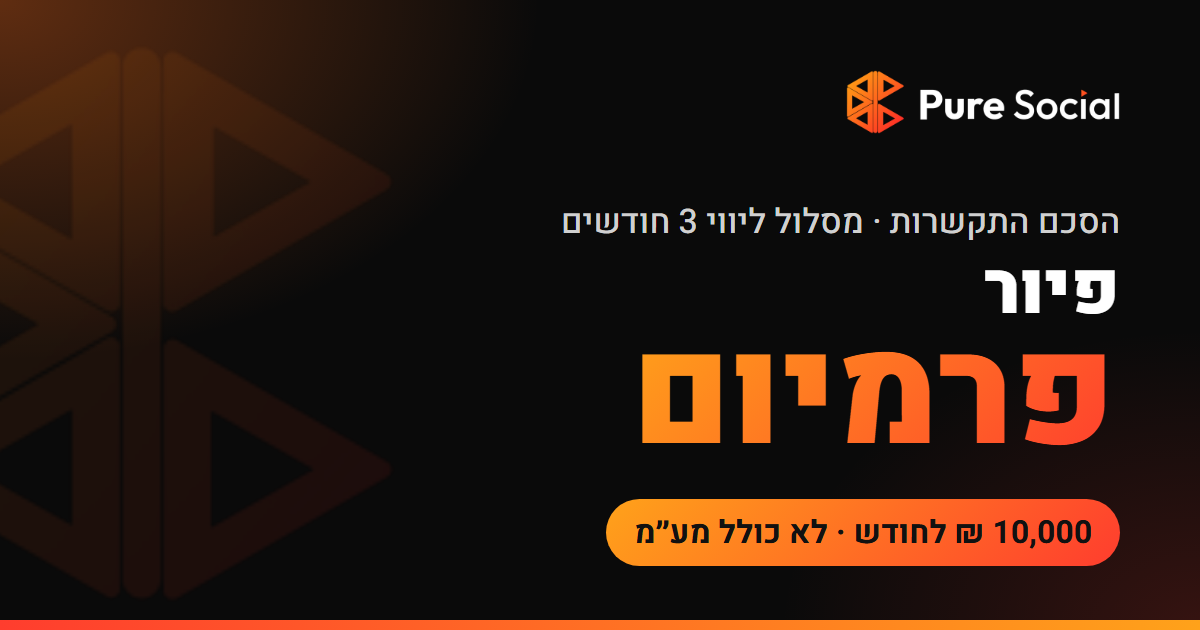 Pure Social
הסכם התקשרות · מסלול ליווי 3 חודשים
פיור
פרמיום
10,000 ₪ לחודש · לא כולל מע״מ